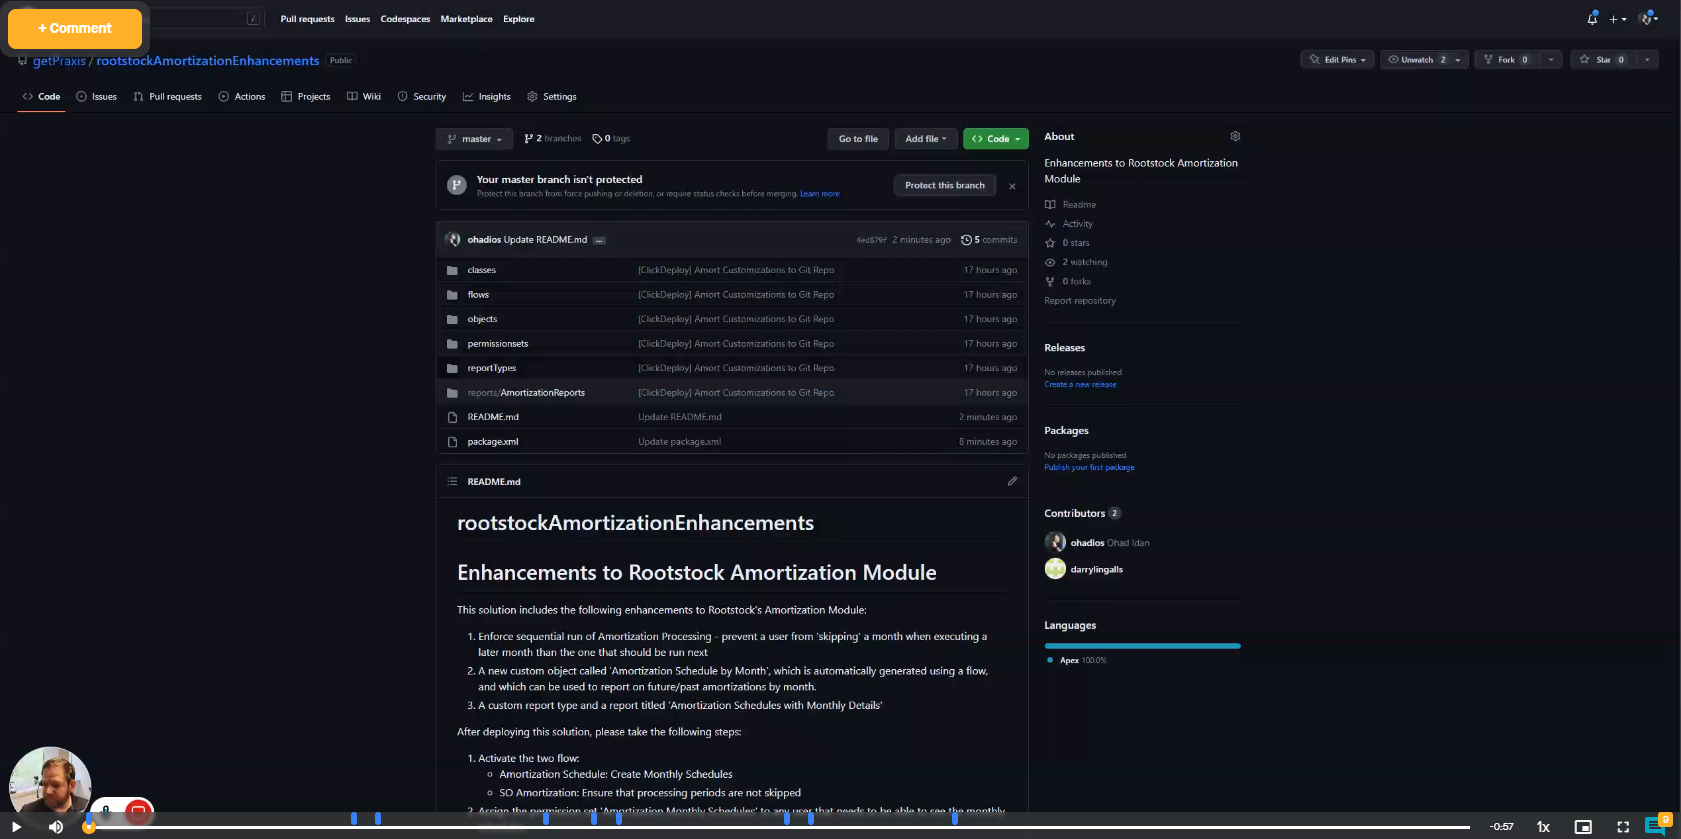 + Comment
/
Pull requests Issues Codespaces Marketplace Explore
getPraxis / rootstockAmortizationEnhancements Public
Edit Pins Unwatch 2 Fork 0 Star 0
Code Issues Pull requests Actions Projects Wiki Security Insights Settings
master 2 branches 0 tags Go to file Add file Code
Your master branch isn't protected
Protect this branch from force pushing or deletion, or require status checks before merging. Learn more
Protect this branch
ohadios Update README.md ... 4ed879f 2 minutes ago 5 commits
classes [ClickDeploy] Amort Customizations to Git Repo 17 hours ago
flows [ClickDeploy] Amort Customizations to Git Repo 17 hours ago
objects [ClickDeploy] Amort Customizations to Git Repo 17 hours ago
permissionsets [ClickDeploy] Amort Customizations to Git Repo 17 hours ago
reportTypes [ClickDeploy] Amort Customizations to Git Repo 17 hours ago
reports/AmortizationReports [ClickDeploy] Amort Customizations to Git Repo 17 hours ago
README.md Update README.md 2 minutes ago
package.xml Update package.xml 8 minutes ago
README.md
rootstockAmortizationEnhancements
Enhancements to Rootstock Amortization Module
This solution includes the following enhancements to Rootstock's Amortization Module:
1. Enforce sequential run of Amortization Processing - prevent a user from 'skipping' a month when executing a
later month than the one that should be run next
2. A new custom object called 'Amortization Schedule by Month', which is automatically generated using a flow,
and which can be used to report on future/past amortizations by month.
3. A custom report type and a report titled 'Amortization Schedules with Monthly Details'
After deploying this solution, please take the following steps:
1. Activate the two flow:
Amortization Schedule: Create Monthly Schedules
SO Amortization: Ensure that processing periods are not skipped
2. Assign the permission set 'Amortization Monthly Schedules' to any user that needs to be able to see the monthly
About
Enhancements to Rootstock Amortization
Module
Readme
Activity
0 stars
2 watching
0 forks
Report repository
Releases
No releases published
Create a new release
Packages
No packages published
Publish your first package
Contributors 2
ohadios Ohad Idan
darrylingalls
Languages
Apex 100.0%
-0:57 1x 9